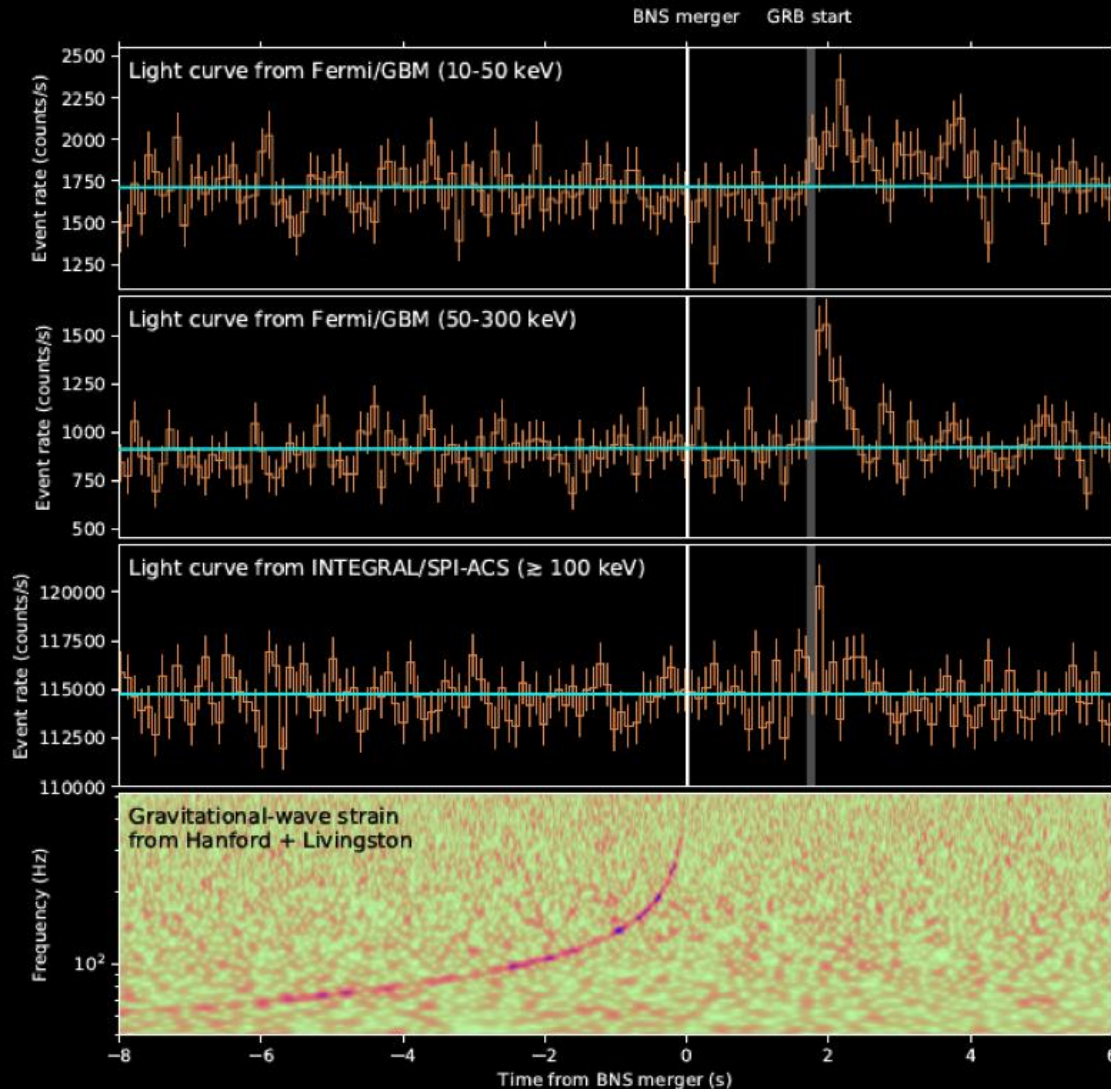 BNS merger GRB start
Light curve from Fermi/GBM (10-50 keV)
Event rate (counts/s)
2500
2250
2000
1750
1500
1250
Light curve from Fermi/GBM (50-300 keV)
Event rate (counts/s)
1500
1250
1000
750
500
Light curve from INTEGRAL/SPI-ACS (≳ 100 keV)
Event rate (counts/s)
120000
117500
115000
112500
110000
Gravitational-wave strain
from Hanford + Livingston
Frequency (Hz)
10²
−8 −6 −4 −2 0 2 4 6
Time from BNS merger (s)